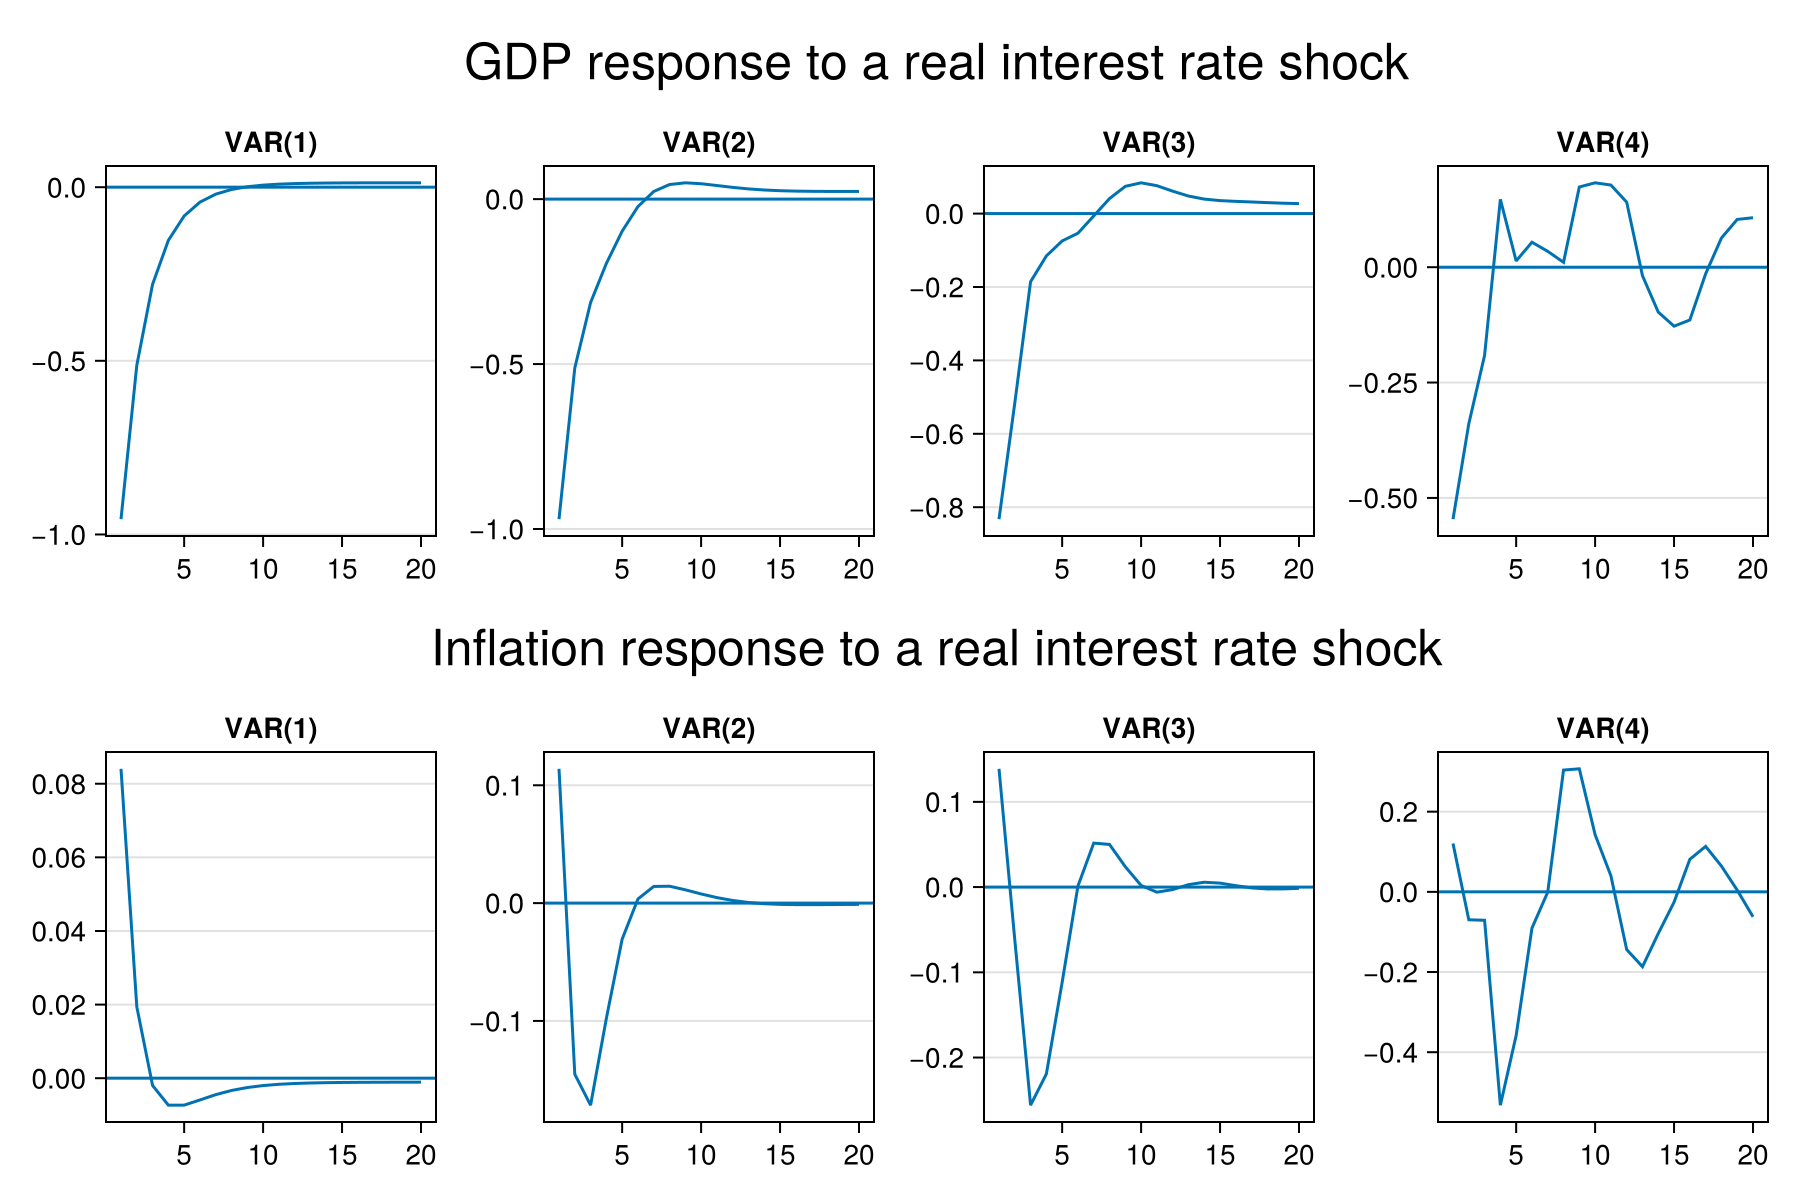 GDP response to a real interest rate shock
VAR(1) VAR(2) VAR(3) VAR(4)
0.0
−0.5
−1.0
5 10 15 20
0.0
−0.5
−1.0
5 10 15 20
0.0
−0.2
−0.4
−0.6
−0.8
5 10 15 20
0.00
−0.25
−0.50
5 10 15 20
Inflation response to a real interest rate shock
VAR(1) VAR(2) VAR(3) VAR(4)
0.08
0.06
0.04
0.02
0.00
5 10 15 20
0.1
0.0
−0.1
5 10 15 20
0.1
0.0
−0.1
−0.2
5 10 15 20
0.2
0.0
−0.2
−0.4
5 10 15 20